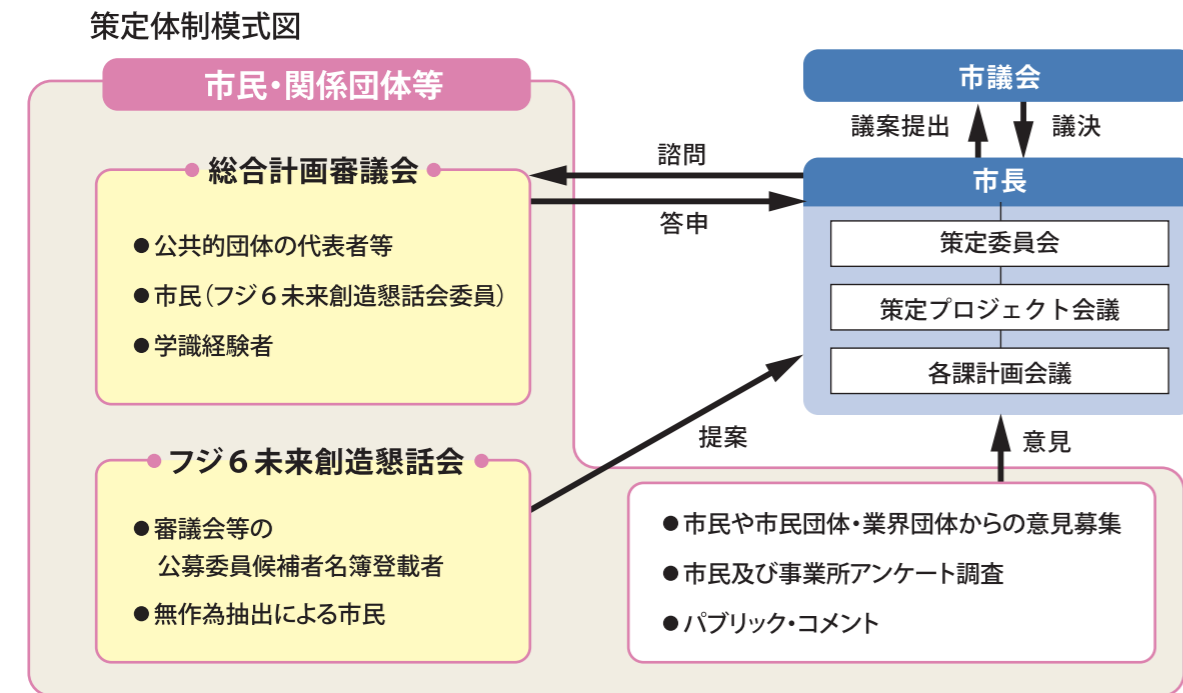 策定体制模式図
市民・関係団体等
総合計画審議会
●公共的団体の代表者等
●市民（フジ６未来創造懇話会委員）
●学識経験者
フジ６未来創造懇話会
●審議会等の
公募委員候補者名簿登載者
●無作為抽出による市民
諮問
答申
提案
市議会
議案提出
議決
市長
策定委員会
策定プロジェクト会議
各課計画会議
意見
●市民や市民団体・業界団体からの意見募集
●市民及び事業所アンケート調査
●パブリック・コメント